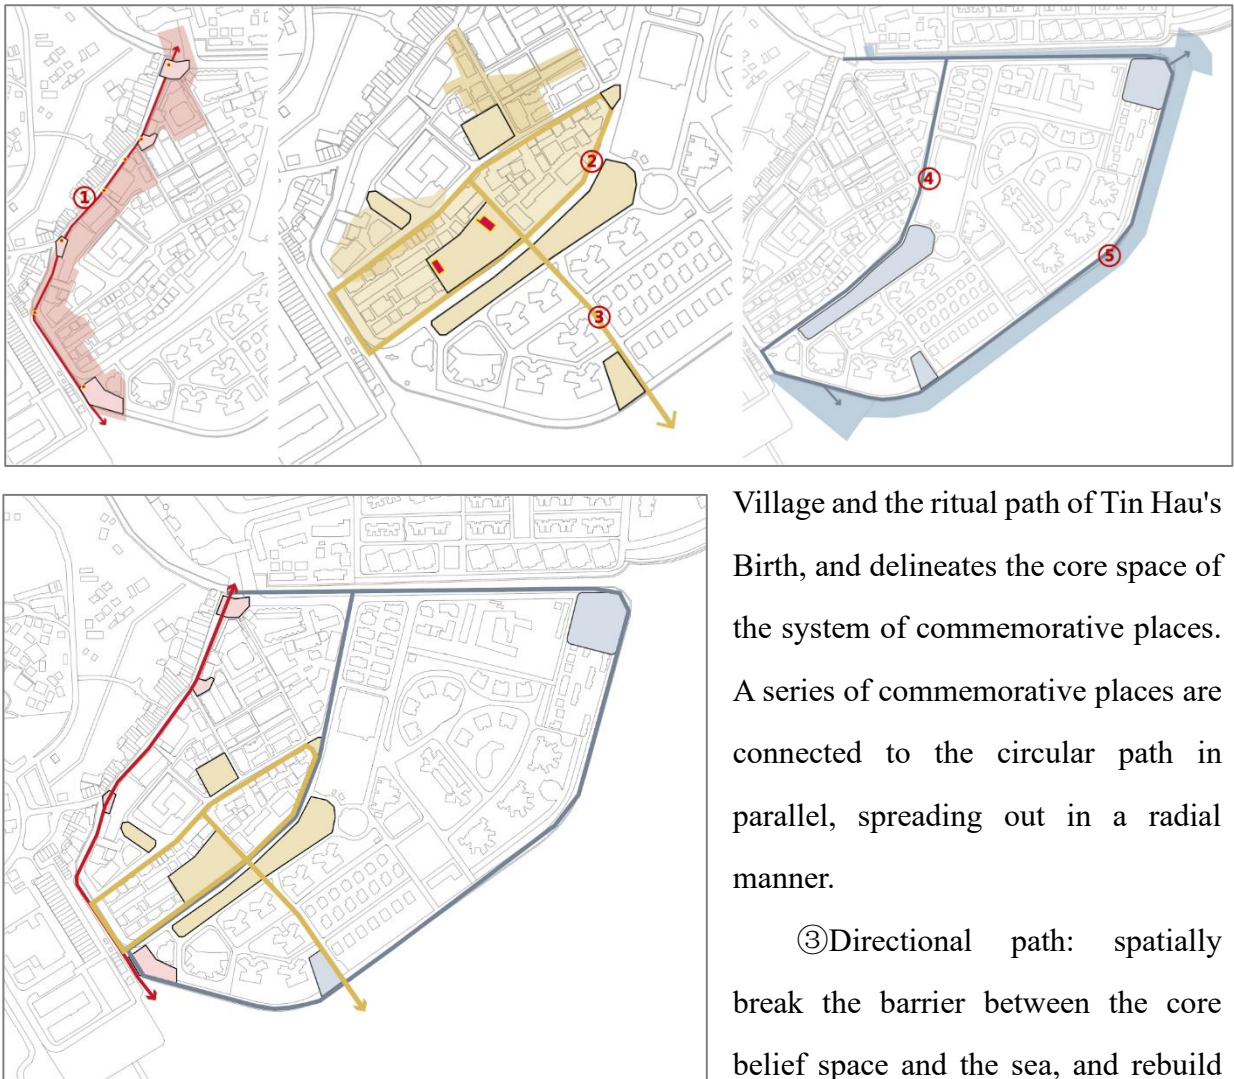 ①
②
③
④
⑤
Village and the ritual path of Tin Hau's
Birth, and delineates the core space of
the system of commemorative places.
A series of commemorative places are
connected to the circular path in
parallel, spreading out in a radial
manner.
③Directional path: spatially
break the barrier between the core
belief space and the sea, and rebuild